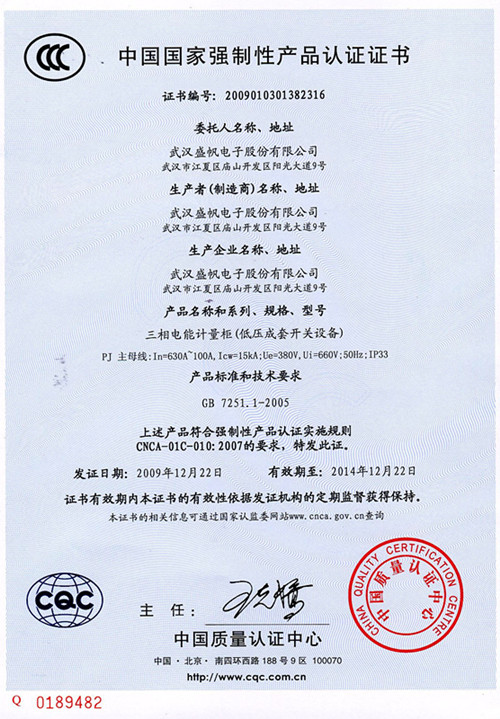 CCC
中国国家强制性产品认证证书
证书编号：2009010301382316
委托人名称、地址
武汉盛帆电子股份有限公司
武汉市江夏区庙山开发区阳光大道9号
生产者(制造商)名称、地址
武汉盛帆电子股份有限公司
武汉市江夏区庙山开发区阳光大道9号
生产企业名称、地址
武汉盛帆电子股份有限公司
武汉市江夏区庙山开发区阳光大道9号
产品名称和系列、规格、型号
三相电能计量柜(低压成套开关设备)
PJ 主母线:In=630A~100A,Icw=15kA;Ue=380V,Ui=660V;50Hz;IP33
产品标准和技术要求
GB 7251.1-2005
上述产品符合强制性产品认证实施规则
CNCA-01C-010:2007的要求，特发此证。
发证日期：2009年12月22日 有效期至：2014年12月22日
证书有效期内本证书的有效性依据发证机构的定期监督获得保持。
本证书的相关信息可通过国家认监委网站www.cnca.gov.cn查询
CHINA QUALITY CERTIFICATION CENTRE
中国质量认证中心
CQC
主 任：
中国质量认证中心
中国·北京·南四环西路 188 号 9 区 100070
http://www.cqc.com.cn
Q 0189482